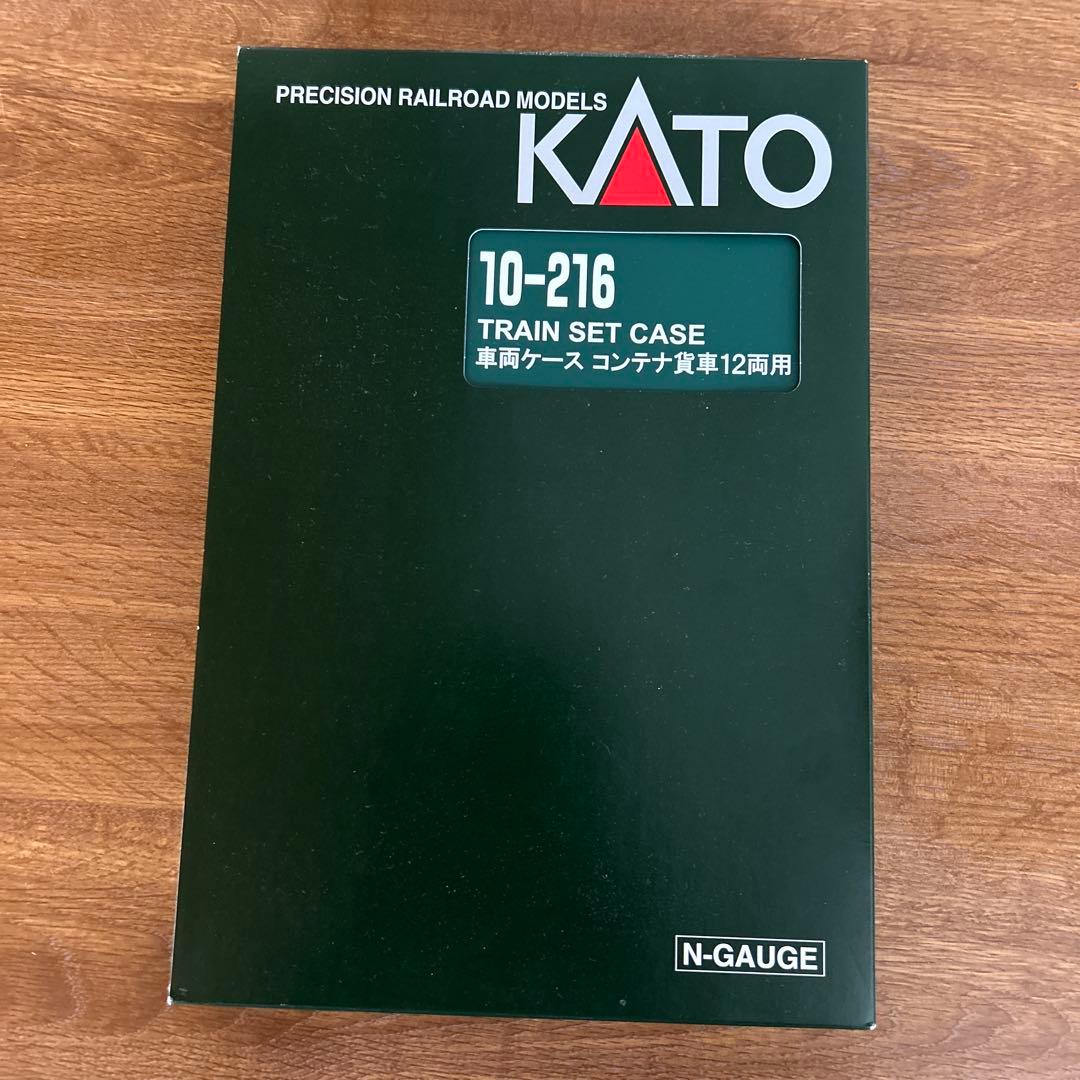 PRECISION RAILROAD MODELS
KATO
10-216
TRAIN SET CASE
車両ケース コンテナ貨車12両用
N-GAUGE